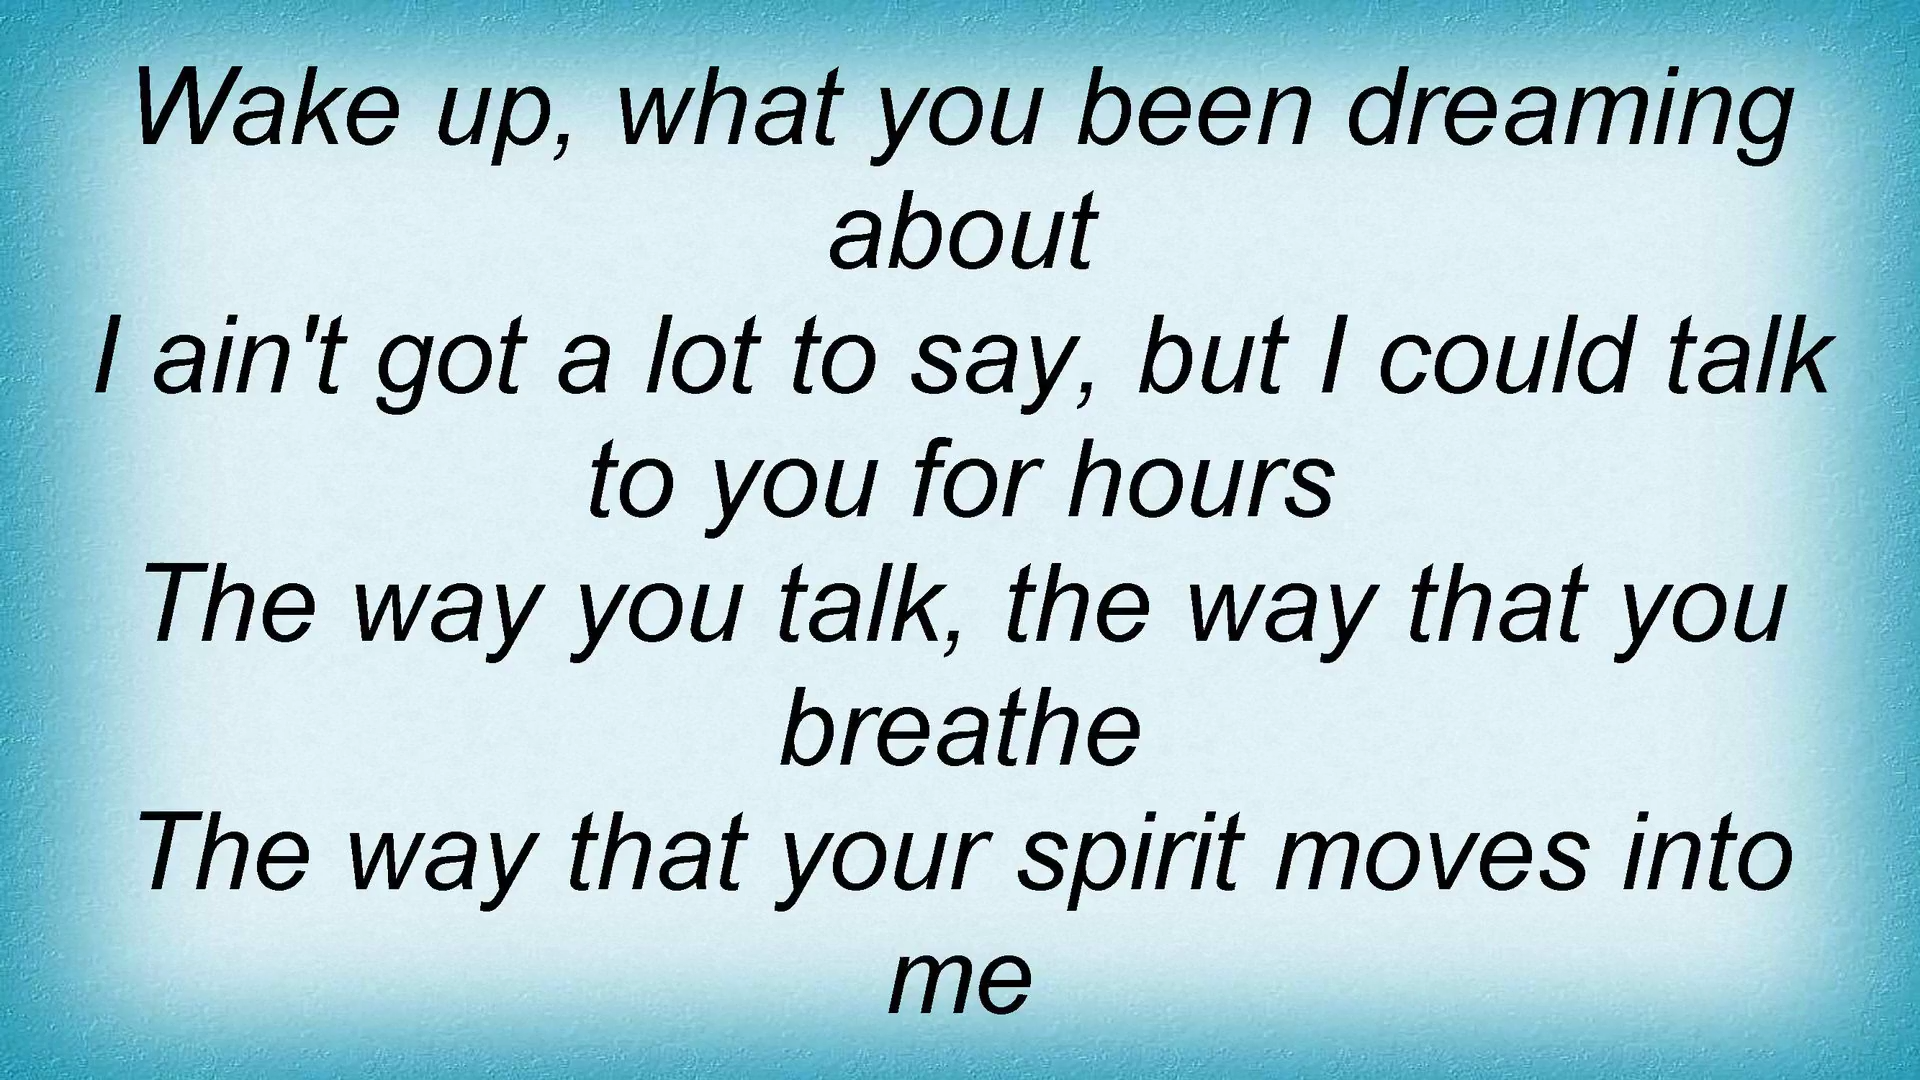 Wake up, what you been dreaming
about
I ain't got a lot to say, but I could talk
to you for hours
The way you talk, the way that you
breathe
The way that your spirit moves into
me